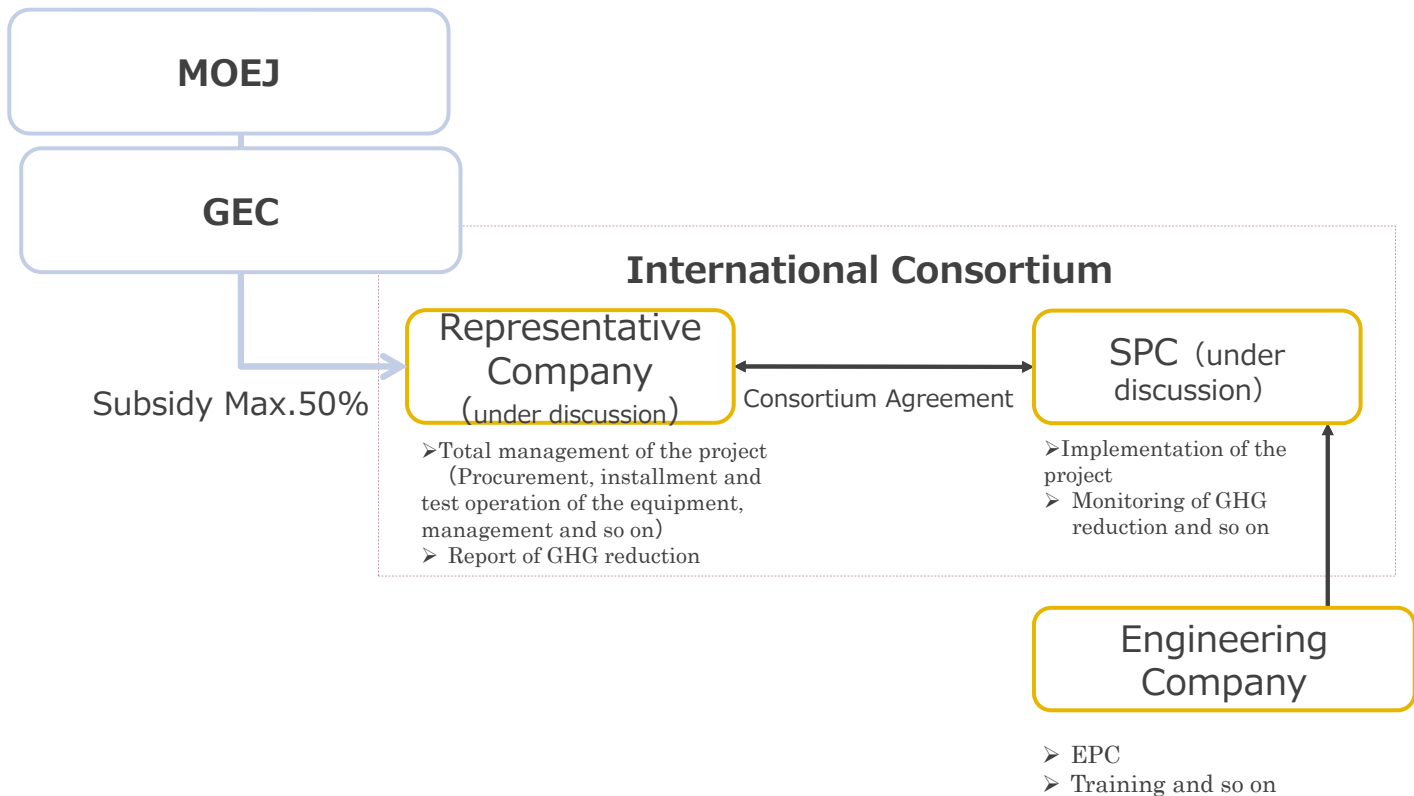 MOEJ
GEC
International Consortium
Representative
Company
(under discussion)
Subsidy Max.50%
Consortium Agreement
SPC (under
discussion)
➢Total management of the project
(Procurement, installment and
test operation of the equipment,
management and so on)
➢ Report of GHG reduction
➢Implementation of the
project
➢ Monitoring of GHG
reduction and so on
Engineering
Company
➢ EPC
➢ Training and so on